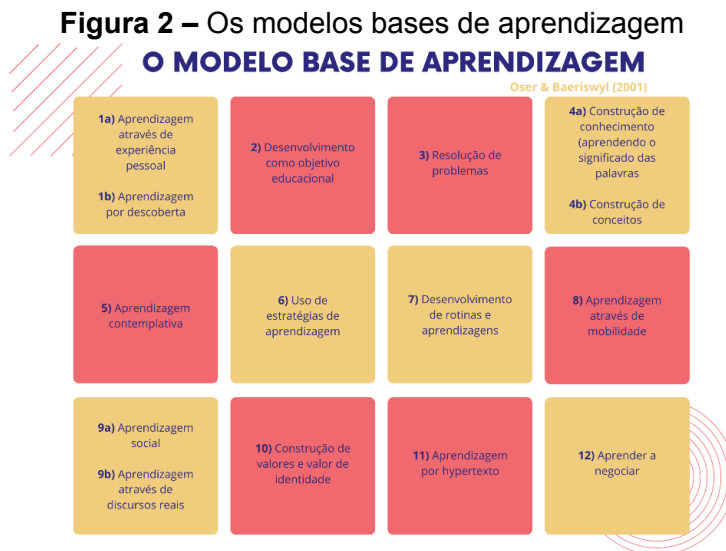 Figura 2 – Os modelos bases de aprendizagem
O MODELO BASE DE APRENDIZAGEM
Oser & Baeriswyl (2001)
1a) Aprendizagem
através de
experiência
pessoal
1b) Aprendizagem
por descoberta
2) Desenvolvimento
como objetivo
educacional
3) Resolução de
problemas
4a) Construção de
conhecimento
(aprendendo o
significado das
palavras
4b) Construção de
conceitos
5) Aprendizagem
contemplativa
6) Uso de
estratégias de
aprendizagem
7) Desenvolvimento
de rotinas e
aprendizagens
8) Aprendizagem
através de
mobilidade
9a) Aprendizagem
social
9b) Aprendizagem
através de
discursos reais
10) Construção de
valores e valor de
identidade
11) Aprendizagem
por hypertexto
12) Aprender a
negociar